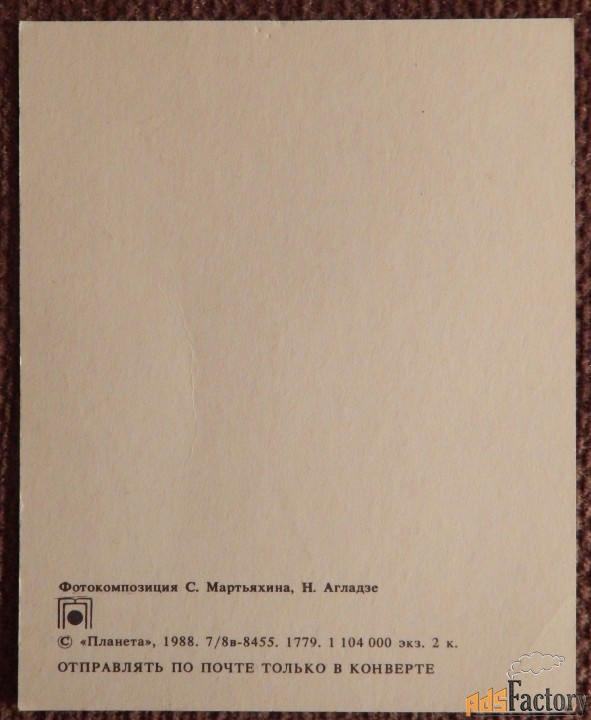 Фотокомпозиция С. Мартьяхина, Н. Агладзе
© «Планета», 1988. 7/8в-8455. 1779. 1 104 000 экз. 2 к.
ОТПРАВЛЯТЬ ПО ПОЧТЕ ТОЛЬКО В КОНВЕРТЕ
adsFactory